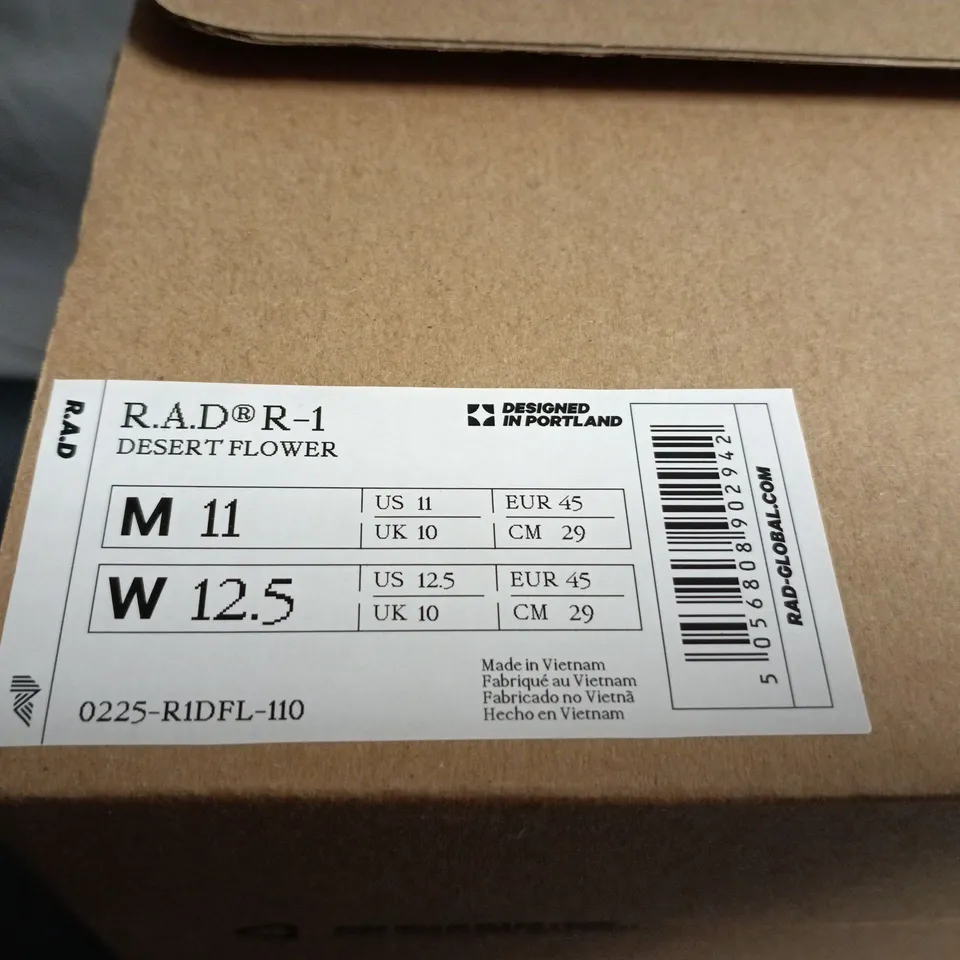 R.A.D
R.A.D® R-1
DESERT FLOWER
DESIGNED
IN PORTLAND
M 11
US 11
UK 10
EUR 45
CM 29
W 12.5
US 12.5
UK 10
EUR 45
CM 29
0225-R1DFL-110
Made in Vietnam
Fabriqué au Vietnam
Fabricado no Vietnã
Hecho en Vietnam
5 056808 902942
RAD-GLOBAL.COM